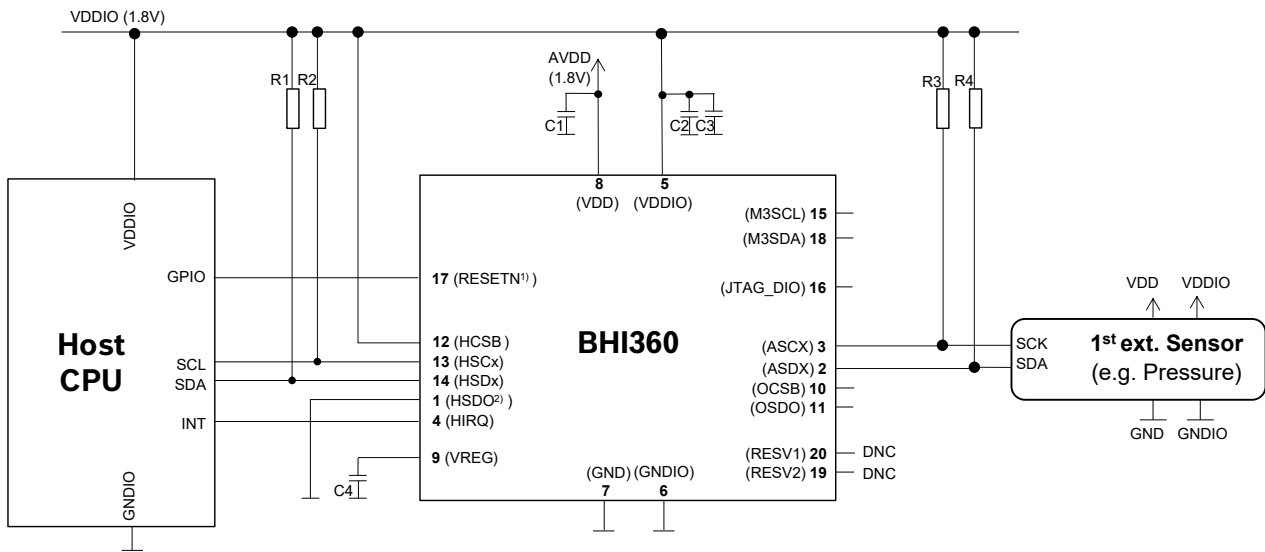 VDDIO (1.8V)
R1 R2
AVDD
(1.8V)
C1
C2 C3
R3 R4
VDDIO
GPIO
Host
CPU
SCL
SDA
INT
GNDIO
8
(VDD)
5
(VDDIO)
17 (RESETN¹⁾ )
12 (HCSB )
13 (HSCx)
14 (HSDx)
1 (HSDO²⁾ )
4 (HIRQ)
9 (VREG)
C4
BHI360
(M3SCL) 15
(M3SDA) 18
(JTAG_DIO) 16
(ASCX) 3
(ASDX) 2
(OCSB) 10
(OSDO) 11
(RESV1) 20 DNC
(RESV2) 19 DNC
(GND) (GNDIO)
7 6
VDD VDDIO
SCK
SDA
1st ext. Sensor
(e.g. Pressure)
GND GNDIO